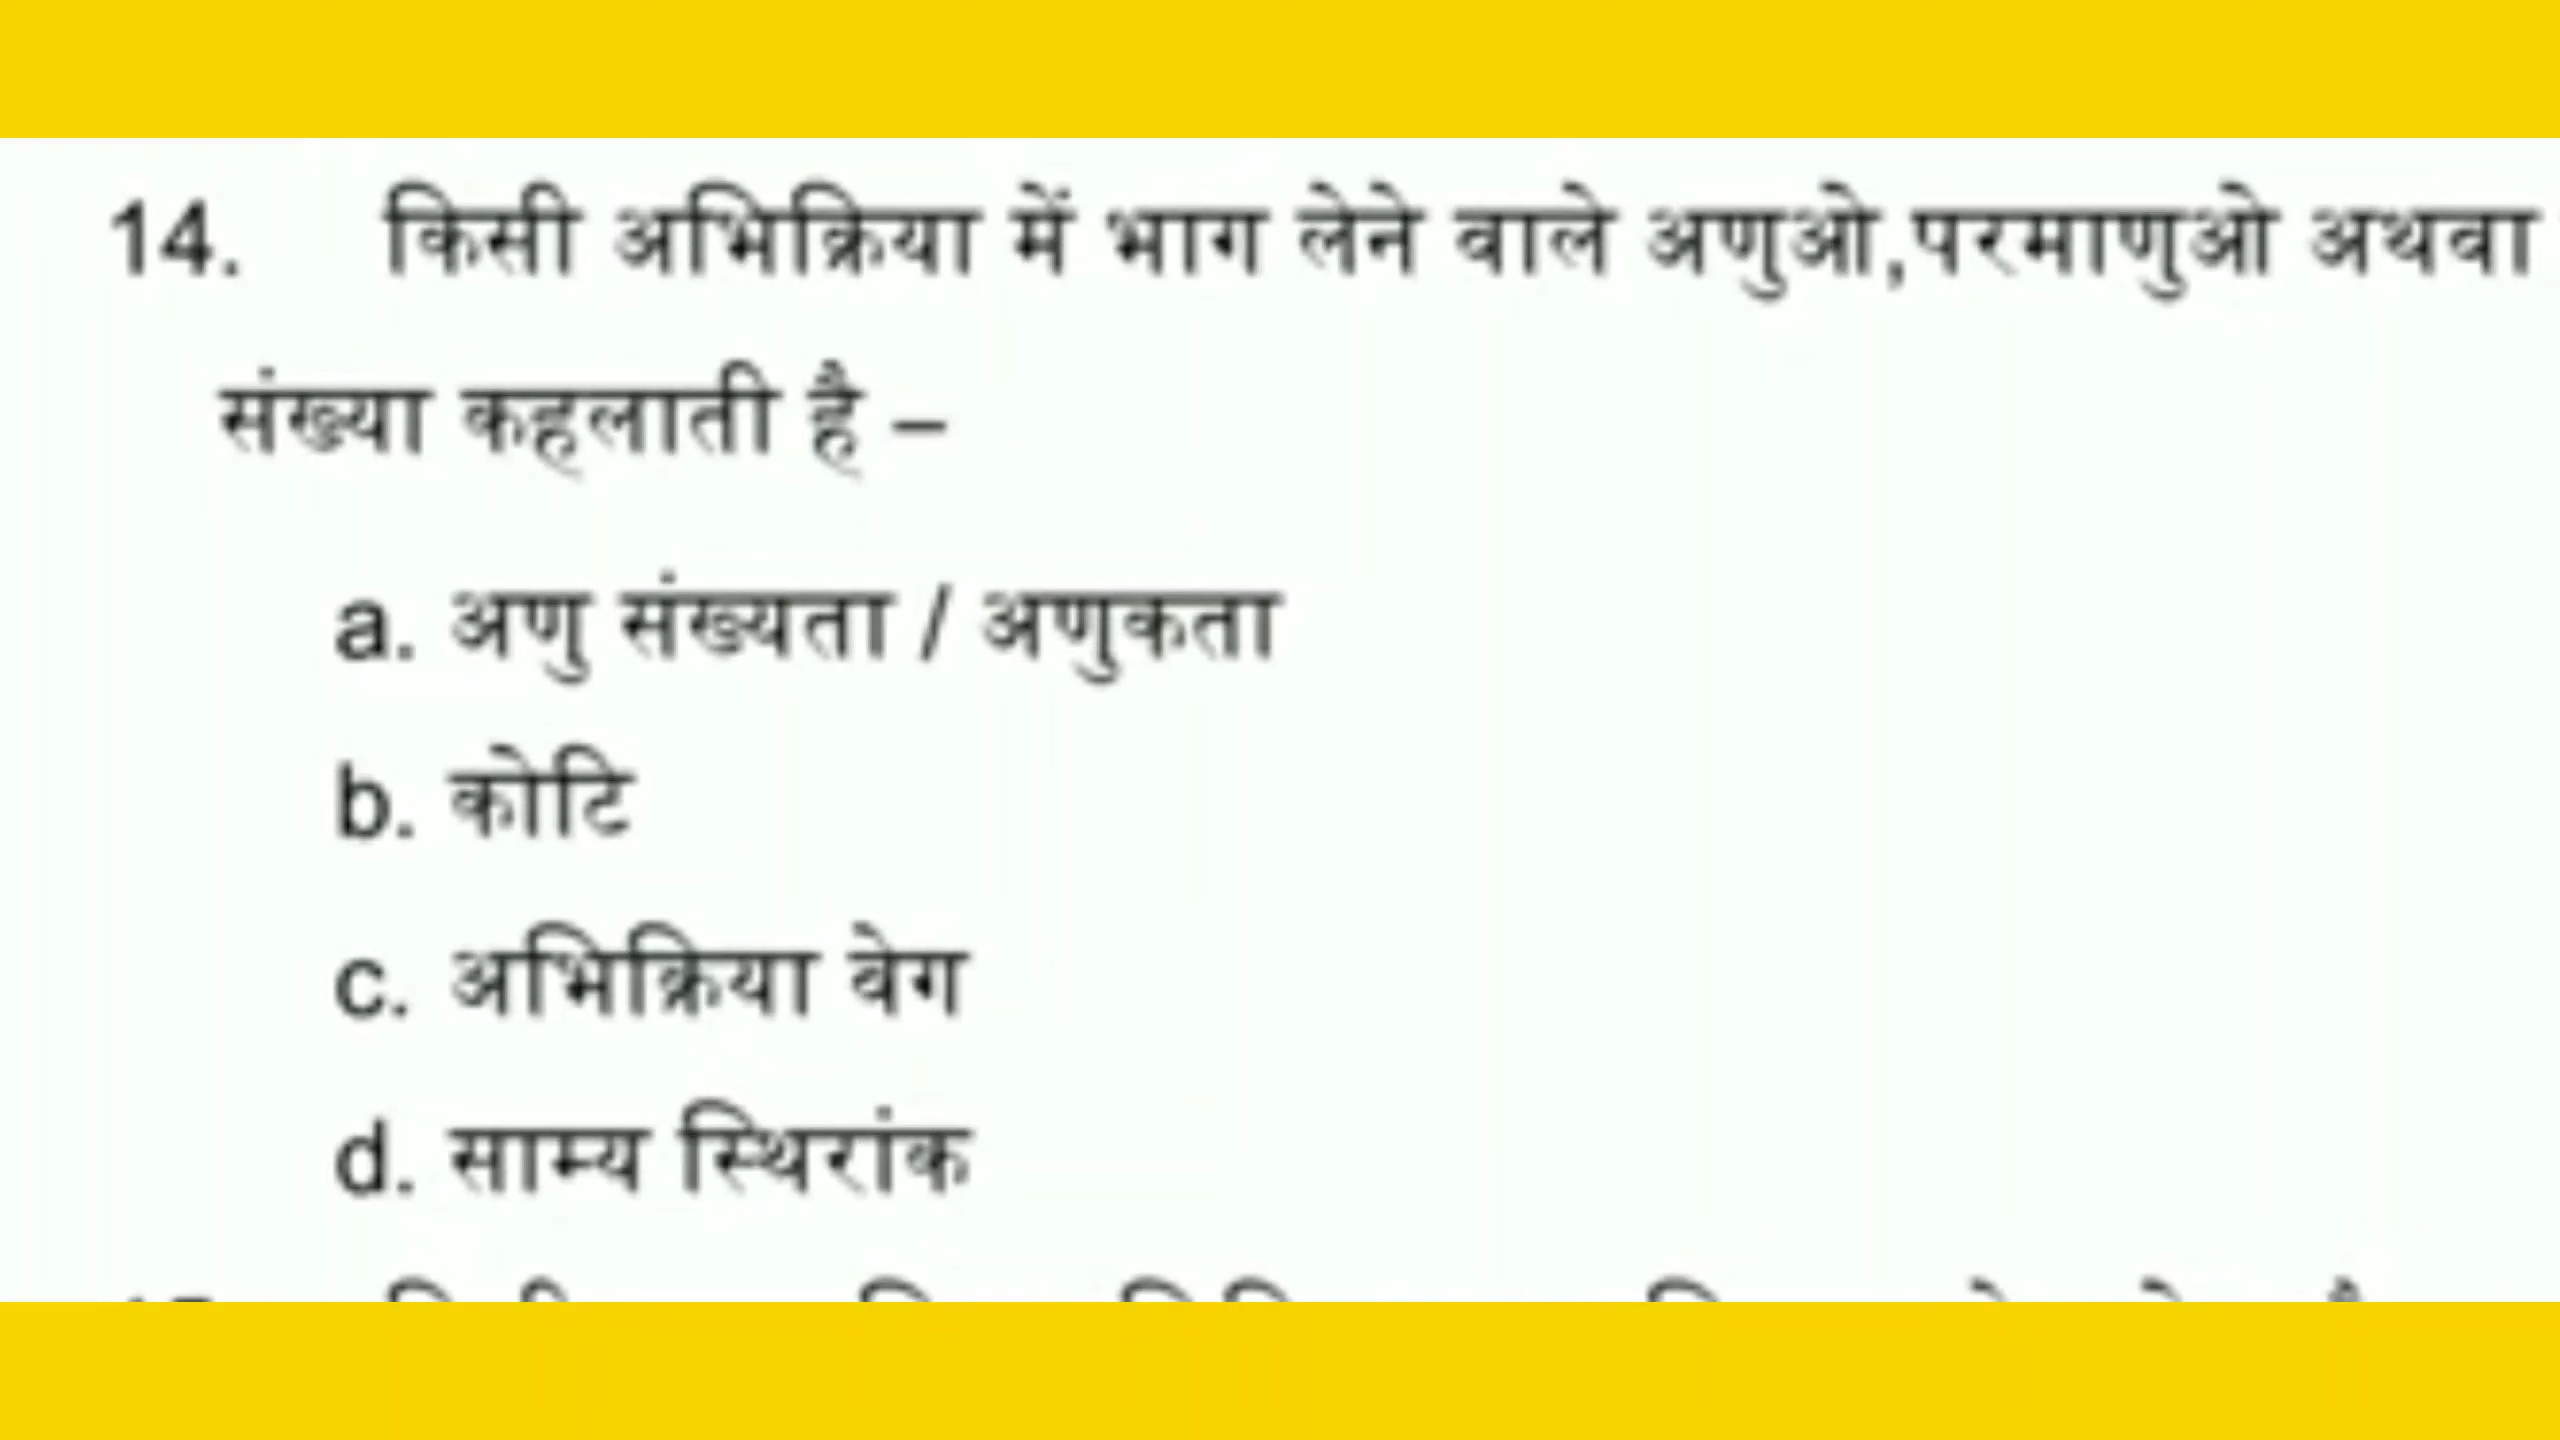 14. किसी अभिक्रिया में भाग लेने वाले अणुओ,परमाणुओ अथवा
संख्या कहलाती है –
a. अणु संख्यता / अणुकता
b. कोटि
c. अभिक्रिया वेग
d. साम्य स्थिरांक